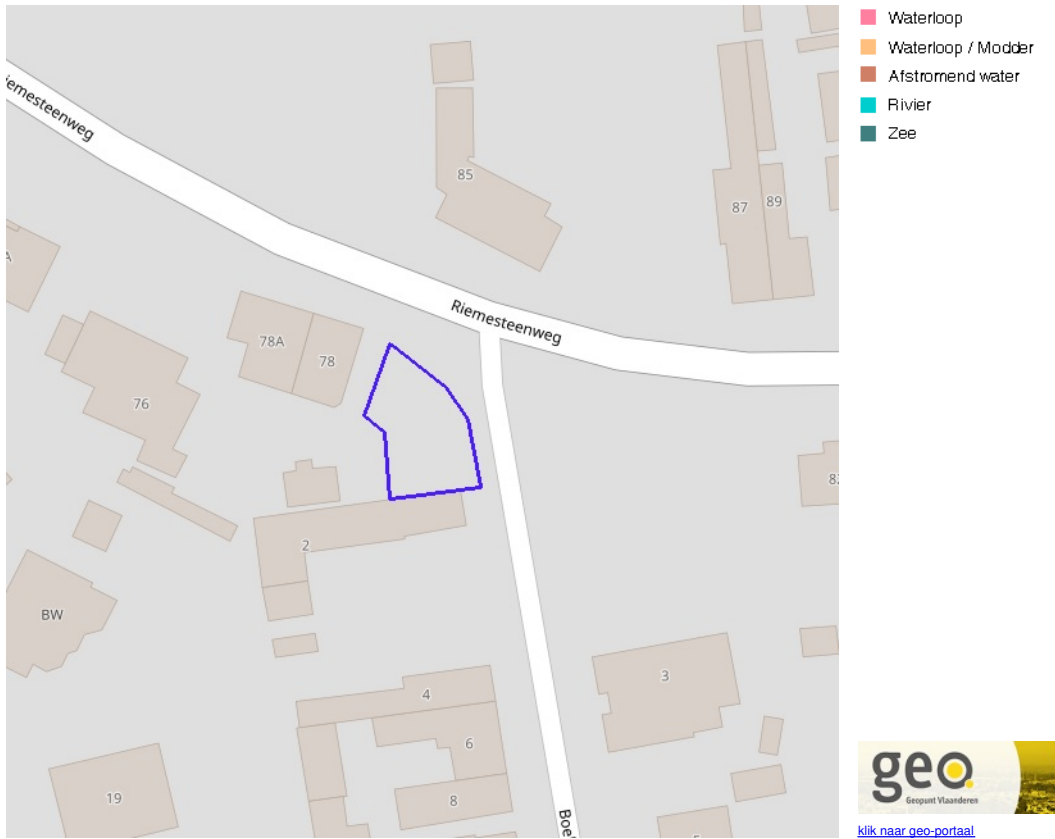 Waterloop
Waterloop / Modder
Afstromend water
Rivier
Zee
85
87
89
Riemesteenweg
78A
78
76
82
2
BW
3
4
6
19
8
geo.
Geopunt Vlaanderen
klik naar geo-portaal